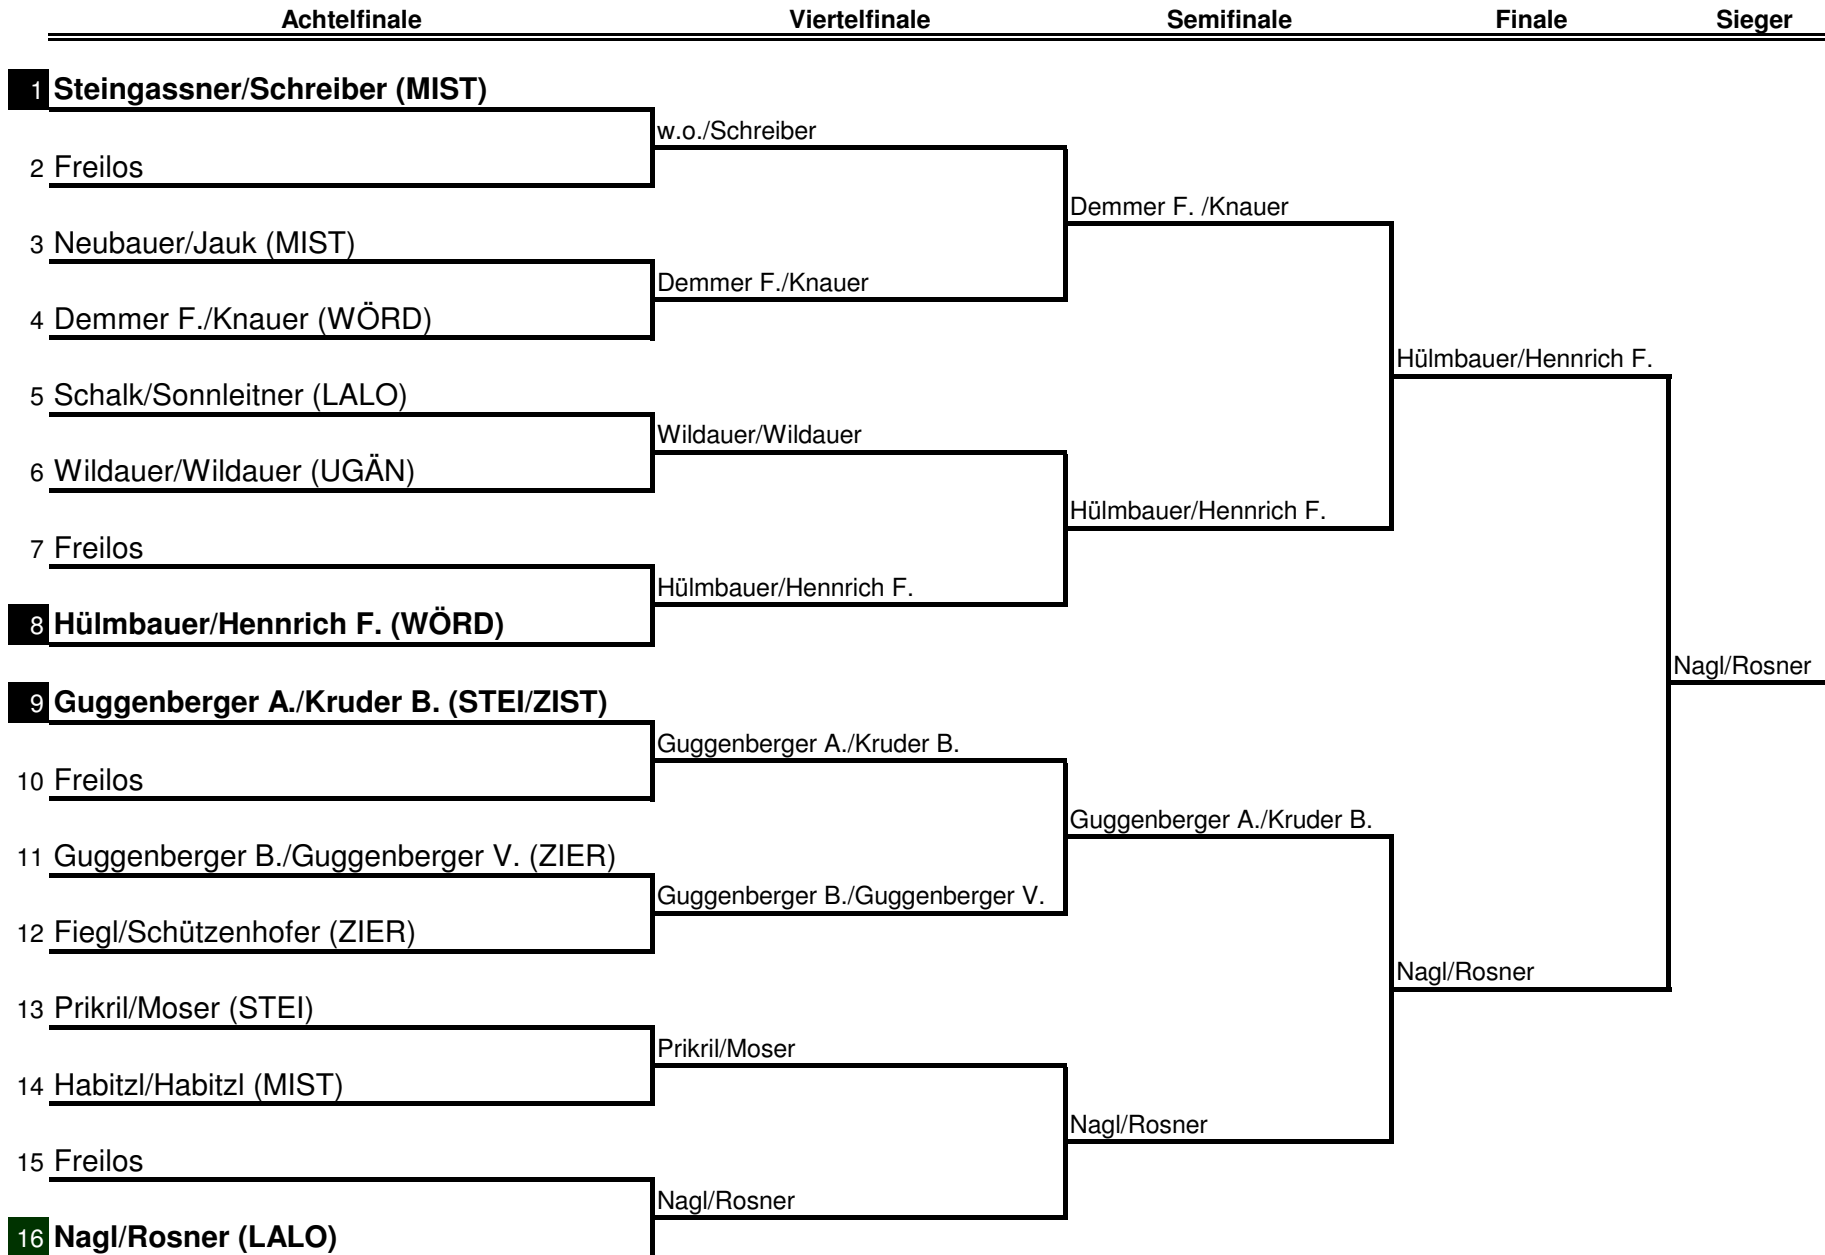 Achtelfinale Viertelfinale Semifinale Finale Sieger
1 Steingassner/Schreiber (MIST)
w.o./Schreiber
2 Freilos
Demmer F. /Knauer
3 Neubauer/Jauk (MIST)
Demmer F./Knauer
4 Demmer F./Knauer (WÖRD)
Hülmbauer/Hennrich F.
5 Schalk/Sonnleitner (LALO)
Wildauer/Wildauer
6 Wildauer/Wildauer (UGÄN)
Hülmbauer/Hennrich F.
7 Freilos
Hülmbauer/Hennrich F.
8 Hülmbauer/Hennrich F. (WÖRD)
Nagl/Rosner
9 Guggenberger A./Kruder B. (STEI/ZIST)
Guggenberger A./Kruder B.
10 Freilos
Guggenberger A./Kruder B.
11 Guggenberger B./Guggenberger V. (ZIER)
Guggenberger B./Guggenberger V.
12 Fiegl/Schützenhofer (ZIER)
Nagl/Rosner
13 Prikril/Moser (STEI)
Prikril/Moser
14 Habitzl/Habitzl (MIST)
Nagl/Rosner
15 Freilos
Nagl/Rosner
16 Nagl/Rosner (LALO)